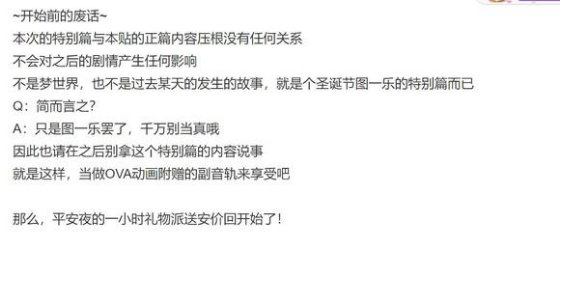 ~开始前的废话~
本次的特别篇与本贴的正篇内容压根没有任何关系
不会对之后的剧情产生任何影响
不是梦世界，也不是过去某天的发生的故事，就是个圣诞节图一乐的特别篇而已
Q：简而言之？
A：只是图一乐罢了，千万别当真哦
因此也请在之后别拿这个特别篇的内容说事
就是这样，当做OVA动画附赠的副音轨来享受吧
那么，平安夜的一小时礼物派送安价回开始了！